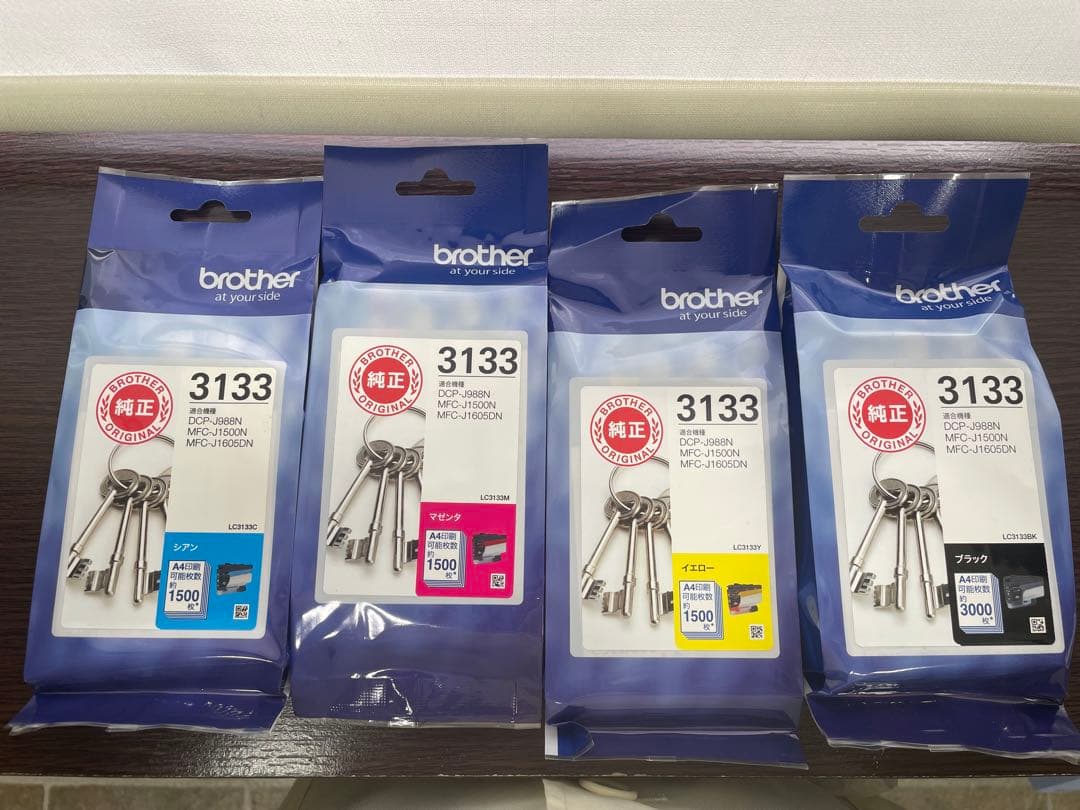 brother
at your side
BROTHER
純正
ORIGINAL
3133
適合機種
DCP-J988N
MFC-J1500N
MFC-J1605DN
LC3133C
シアン
A4印刷
可能枚数
約
1500
枚*
brother
at your side
BROTHER
純正
ORIGINAL
3133
適合機種
DCP-J988N
MFC-J1500N
MFC-J1605DN
LC3133M
マゼンタ
A4印刷
可能枚数
約
1500
枚*
brother
at your side
BROTHER
純正
ORIGINAL
3133
適合機種
DCP-J988N
MFC-J1500N
MFC-J1605DN
LC3133Y
イエロー
A4印刷
可能枚数
約
1500
枚*
brother
at your side
BROTHER
純正
ORIGINAL
3133
適合機種
DCP-J988N
MFC-J1500N
MFC-J1605DN
LC3133BK
ブラック
A4印刷
可能枚数
約
3000
枚*